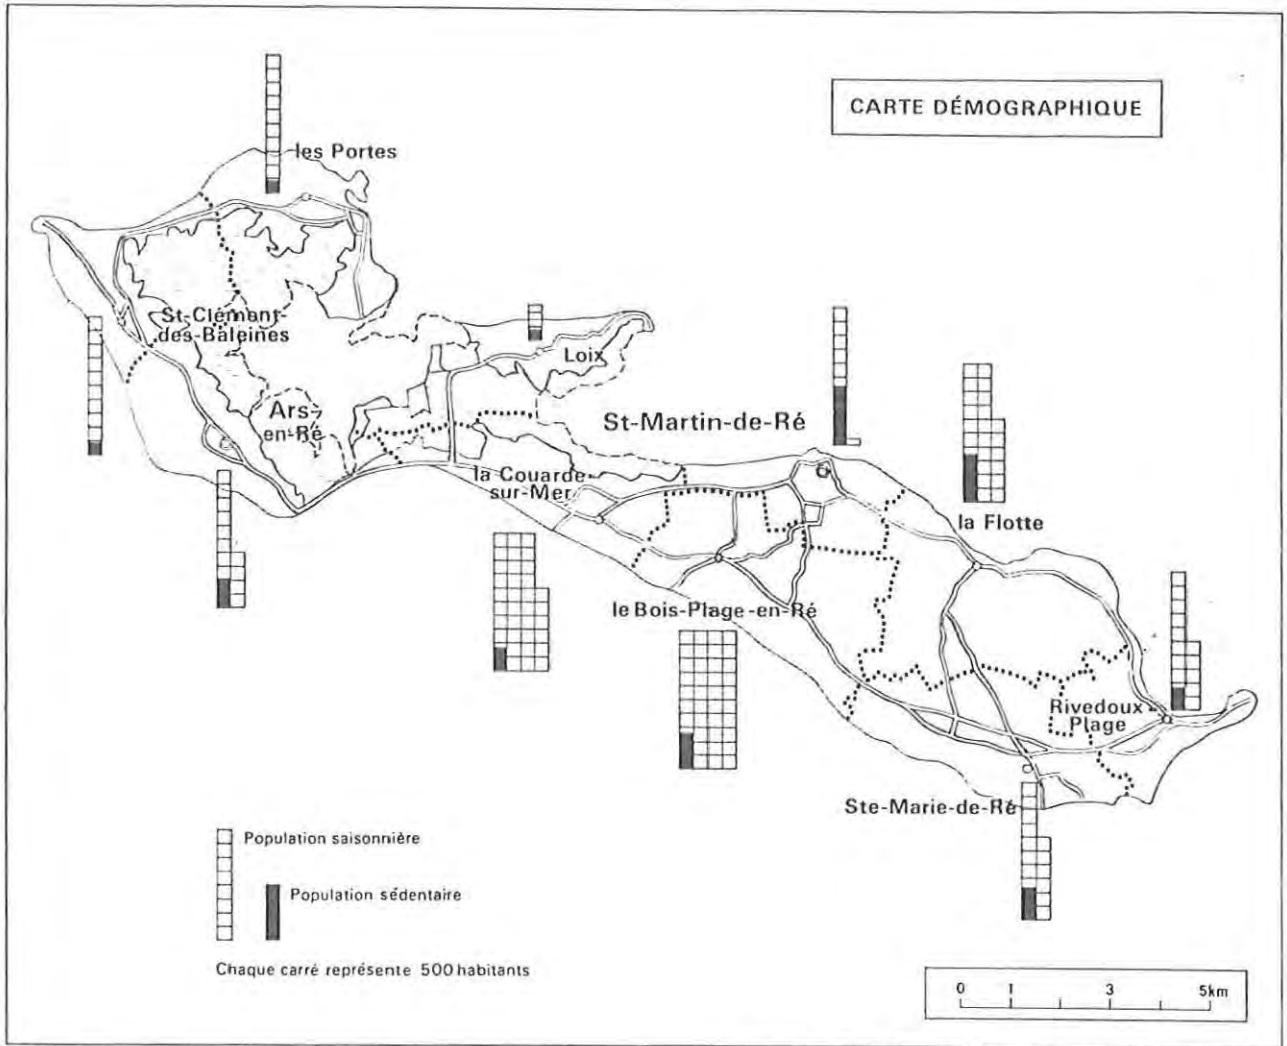 CARTE DÉMOGRAPHIQUE
les Portes
St-Clément-
des-Baleines
Loix
Ars-
en-Ré
St-Martin-de-Ré
la Couarde-
sur-Mer
la Flotte
le Bois-Plage-en-Ré
Rivedoux
Plage
Ste-Marie-de-Ré
Population saisonnière
Population sédentaire
Chaque carré représente 500 habitants
0 1 3 5km